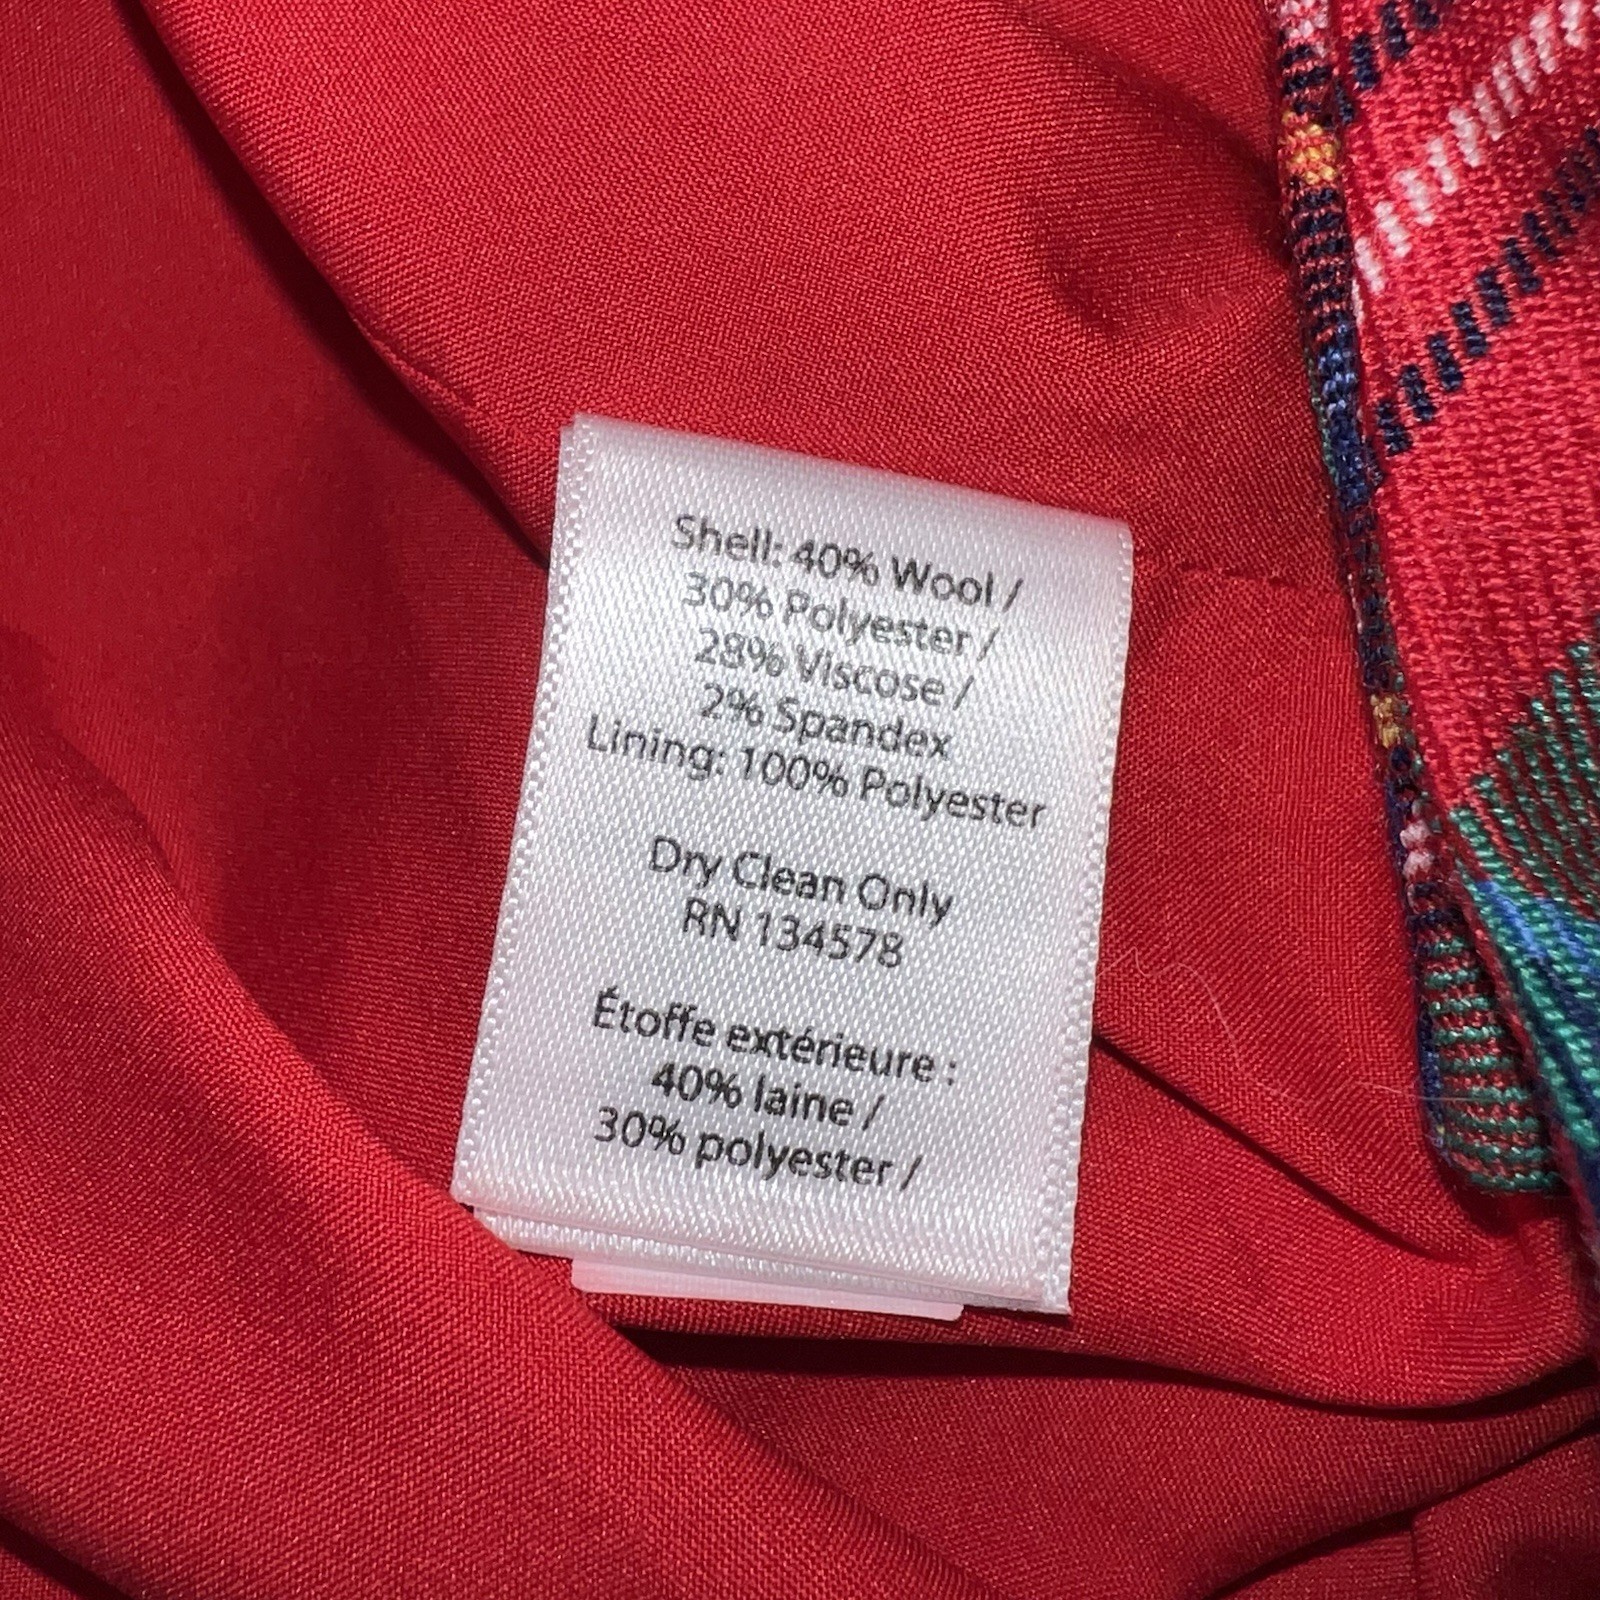 Shell: 40% Wool /
30% Polyester /
28% Viscose /
2% Spandex
Lining: 100% Polyester
Dry Clean Only
RN 134578
Étoffe extérieure :
40% laine /
30% polyester /